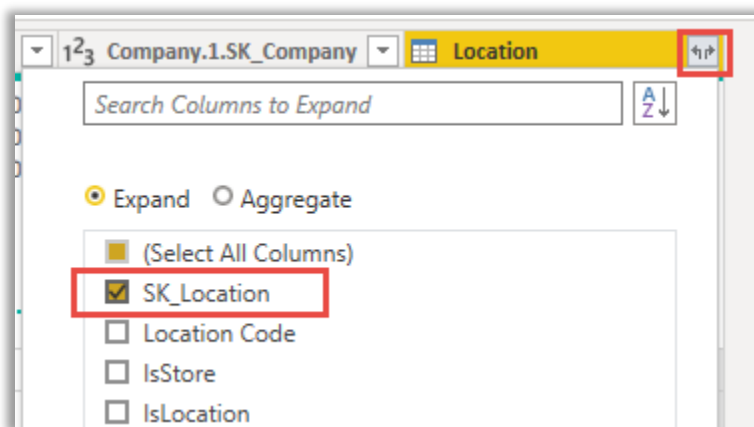 1²3 Company.1.SK_Company Location
Search Columns to Expand
A
Z
Expand Aggregate
(Select All Columns)
SK_Location
Location Code
IsStore
IsLocation